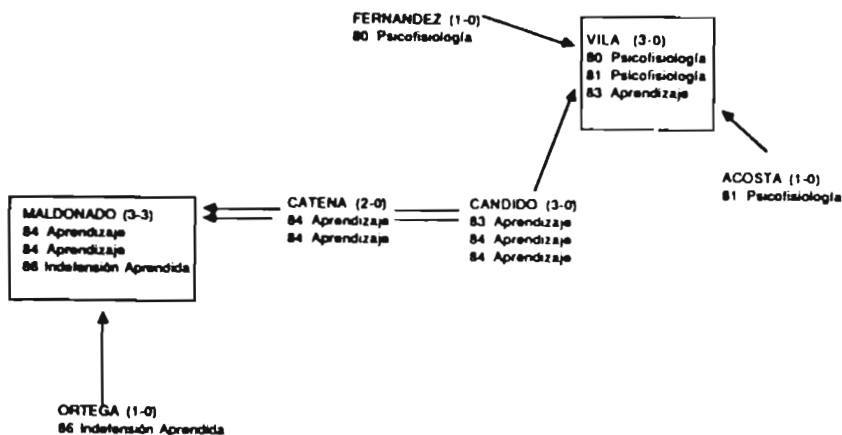 FERNANDEZ (1-0)
80 Psicofisiología
VILA (3-0)
80 Psicofisiología
81 Psicofisiología
83 Aprendizaje
ACOSTA (1-0)
81 Psicofisiología
CATENA (2-0)
84 Aprendizaje
84 Aprendizaje
CANDIDO (3-0)
83 Aprendizaje
84 Aprendizaje
84 Aprendizaje
MALDONADO (3-3)
84 Aprendizaje
84 Aprendizaje
86 Indefensión Aprendida
ORTEGA (1-0)
86 Indefensión Aprendida